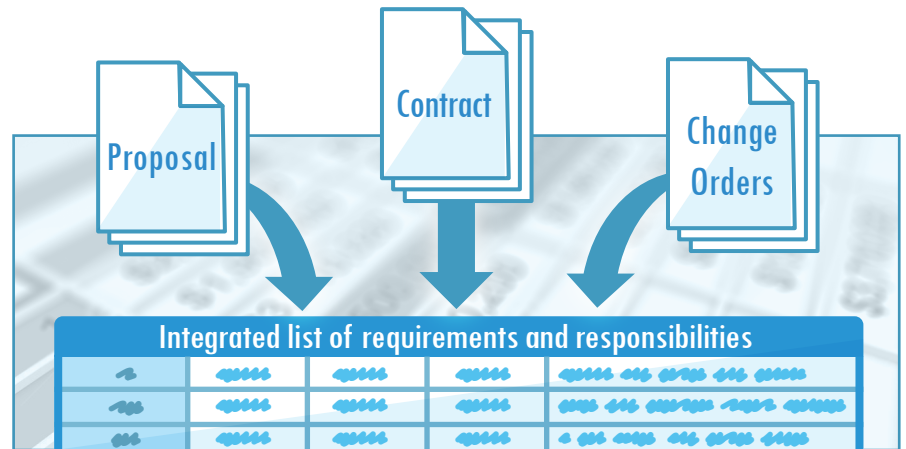 Proposal
Contract
Change
Orders
Integrated list of requirements and responsibilities